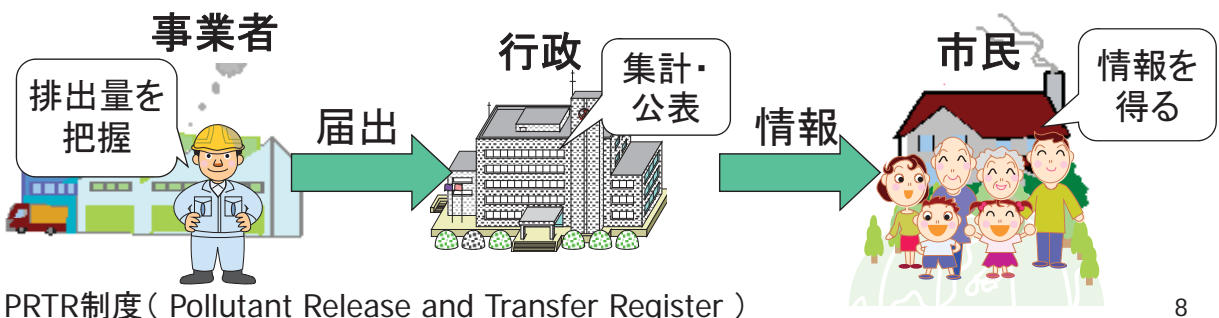 事業者
行政
市民
排出量を
把握
集計・
公表
情報を
得る
届出
情報
PRTR制度( Pollutant Release and Transfer Register )
8